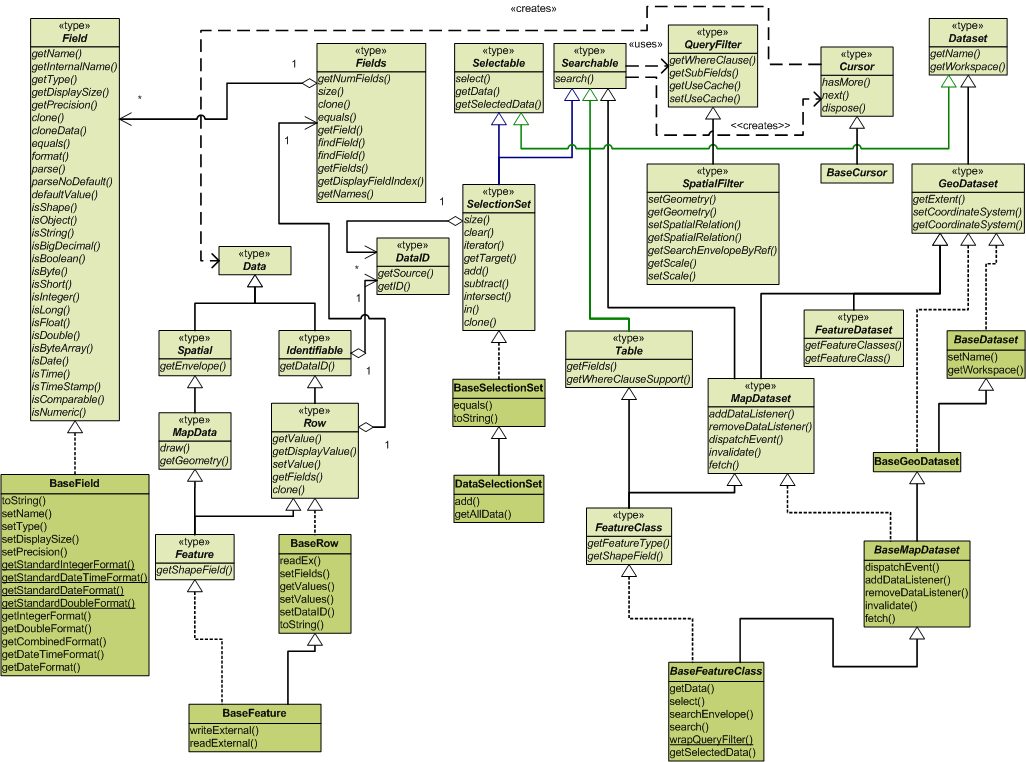 «creates»
«type»
Field
getName()
getInternalName()
getType()
getDisplaySize()
getPrecision()
clone()
cloneData()
equals()
format()
parse()
parseNoDefault()
defaultValue()
isShape()
isObject()
isString()
isBigDecimal()
isBoolean()
isByte()
isShort()
isInteger()
isLong()
isFloat()
isDouble()
isByteArray()
isDate()
isTime()
isTimeStamp()
isComparable()
isNumeric()
1
*
«type»
Fields
getNumFields()
size()
clone()
equals()
getField()
findField()
findField()
getFields()
getDisplayFieldIndex()
getNames()
1
«type»
Selectable
select()
getData()
getSelectedData()
«type»
Searchable
search()
«uses»
«type»
QueryFilter
getWhereClause()
getSubFields()
getUseCache()
setUseCache()
<<creates>>
«type»
Cursor
hasMore()
next()
dispose()
«type»
Dataset
getName()
getWorkspace()
BaseCursor
«type»
SpatialFilter
setGeometry()
getGeometry()
setSpatialRelation()
getSpatialRelation()
getSearchEnvelopeByRef()
getScale()
setScale()
«type»
GeoDataset
getExtent()
setCoordinateSystem()
getCoordinateSystem()
«type»
SelectionSet
size()
clear()
iterator()
getTarget()
add()
subtract()
intersect()
in()
clone()
1
*
«type»
DataID
getSource()
getID()
1
«type»
Data
«type»
Spatial
getEnvelope()
«type»
Identifiable
getDataID()
1
«type»
MapData
draw()
getGeometry()
«type»
Row
getValue()
getDisplayValue()
setValue()
getFields()
clone()
1
BaseSelectionSet
equals()
toString()
DataSelectionSet
add()
getAllData()
«type»
Table
getFields()
getWhereClauseSupport()
«type»
FeatureDataset
getFeatureClasses()
getFeatureClass()
BaseDataset
setName()
getWorkspace()
«type»
MapDataset
addDataListener()
removeDataListener()
dispatchEvent()
invalidate()
fetch()
BaseGeoDataset
BaseField
toString()
setName()
setType()
setDisplaySize()
setPrecision()
getStandardIntegerFormat()
getStandardDateTimeFormat()
getStandardDateFormat()
getStandardDoubleFormat()
getIntegerFormat()
getDoubleFormat()
getCombinedFormat()
getDateTimeFormat()
getDateFormat()
«type»
Feature
getShapeField()
BaseRow
readEx()
setFields()
getValues()
setValues()
setDataID()
toString()
«type»
FeatureClass
getFeatureType()
getShapeField()
BaseMapDataset
dispatchEvent()
addDataListener()
removeDataListener()
invalidate()
fetch()
BaseFeature
writeExternal()
readExternal()
BaseFeatureClass
getData()
select()
searchEnvelope()
search()
wrapQueryFilter()
getSelectedData()